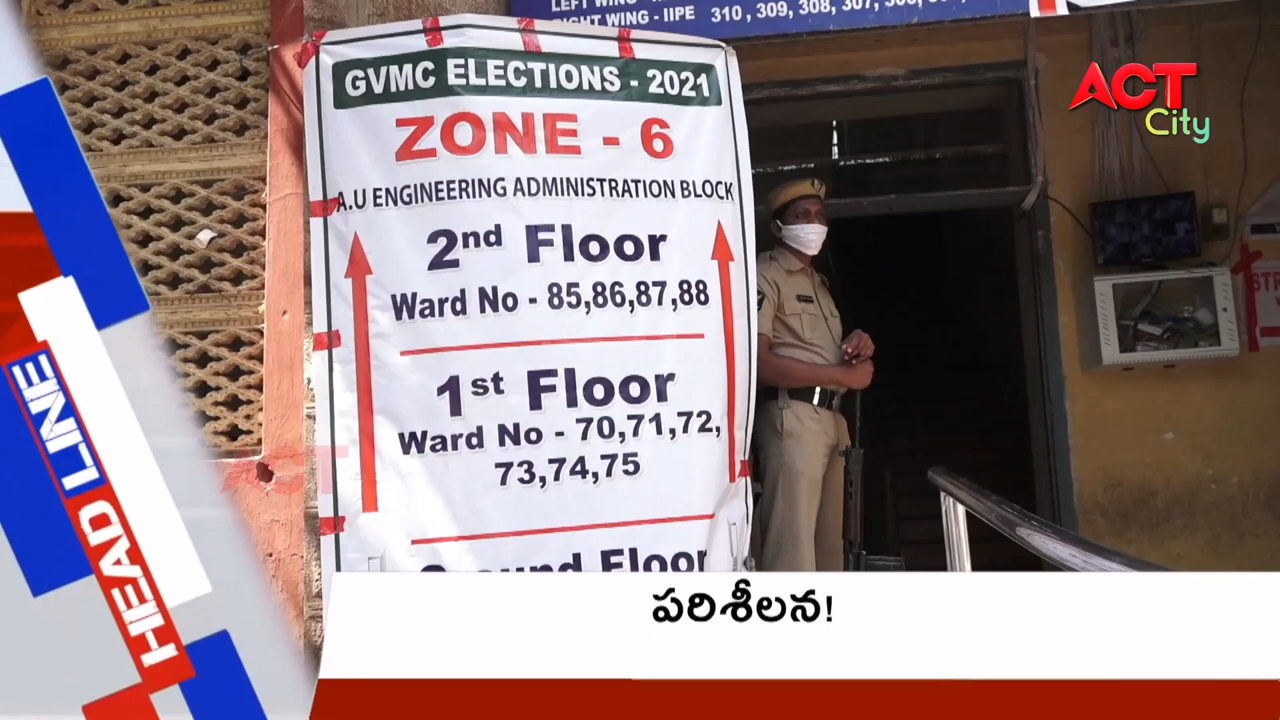 LEFT WING -
RIGHT WING - IIPE 310, 309, 308, 307,
GVMC ELECTIONS - 2021
ZONE - 6
A.U ENGINEERING ADMINISTRATION BLOCK
2nd Floor
Ward No - 85,86,87,88
1st Floor
Ward No - 70,71,72,
73,74,75
Ground Floor
ACT
City
HEAD LINE
పరిశీలన!